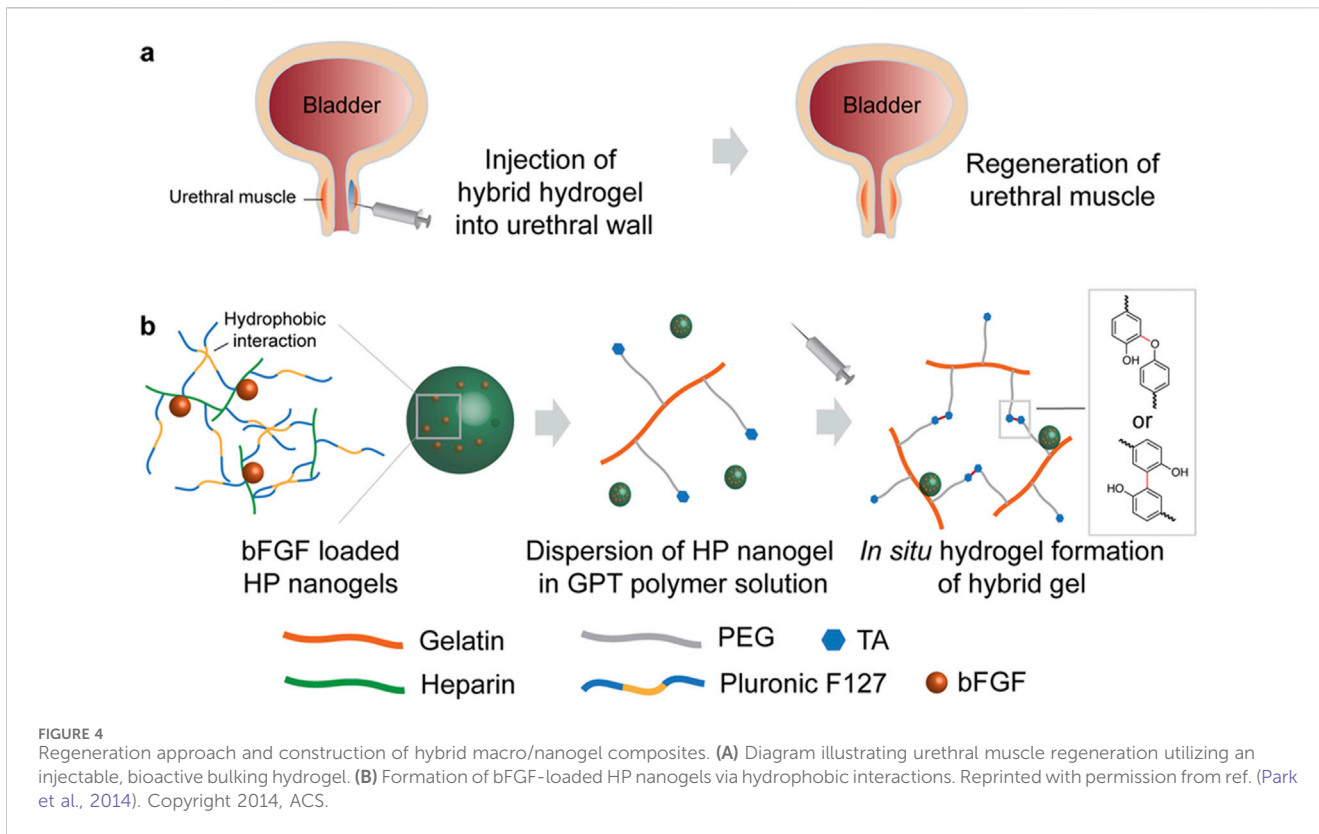 a
Bladder
Urethral muscle
Injection of
hybrid hydrogel
into urethral wall
Bladder
Regeneration of
urethral muscle
b
Hydrophobic
interaction
bFGF loaded
HP nanogels
Dispersion of HP nanogel
in GPT polymer solution
In situ hydrogel formation
of hybrid gel
O
OH
or
OH
HO
Gelatin
PEG
TA
Heparin
Pluronic F127
bFGF
FIGURE 4
Regeneration approach and construction of hybrid macro/nanogel composites. (A) Diagram illustrating urethral muscle regeneration utilizing an
injectable, bioactive bulking hydrogel. (B) Formation of bFGF-loaded HP nanogels via hydrophobic interactions. Reprinted with permission from ref. (Park
et al., 2014). Copyright 2014, ACS.